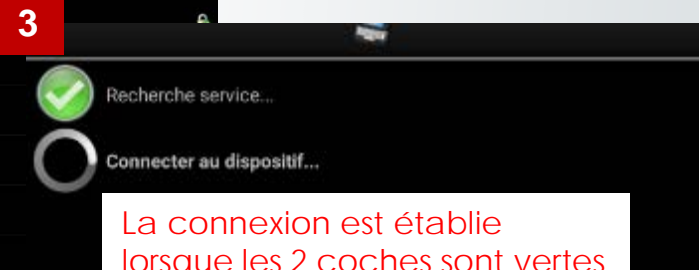 3
Recherche service...
Connecter au dispositif...
La connexion est établie
lorsque les 2 coches sont vertes